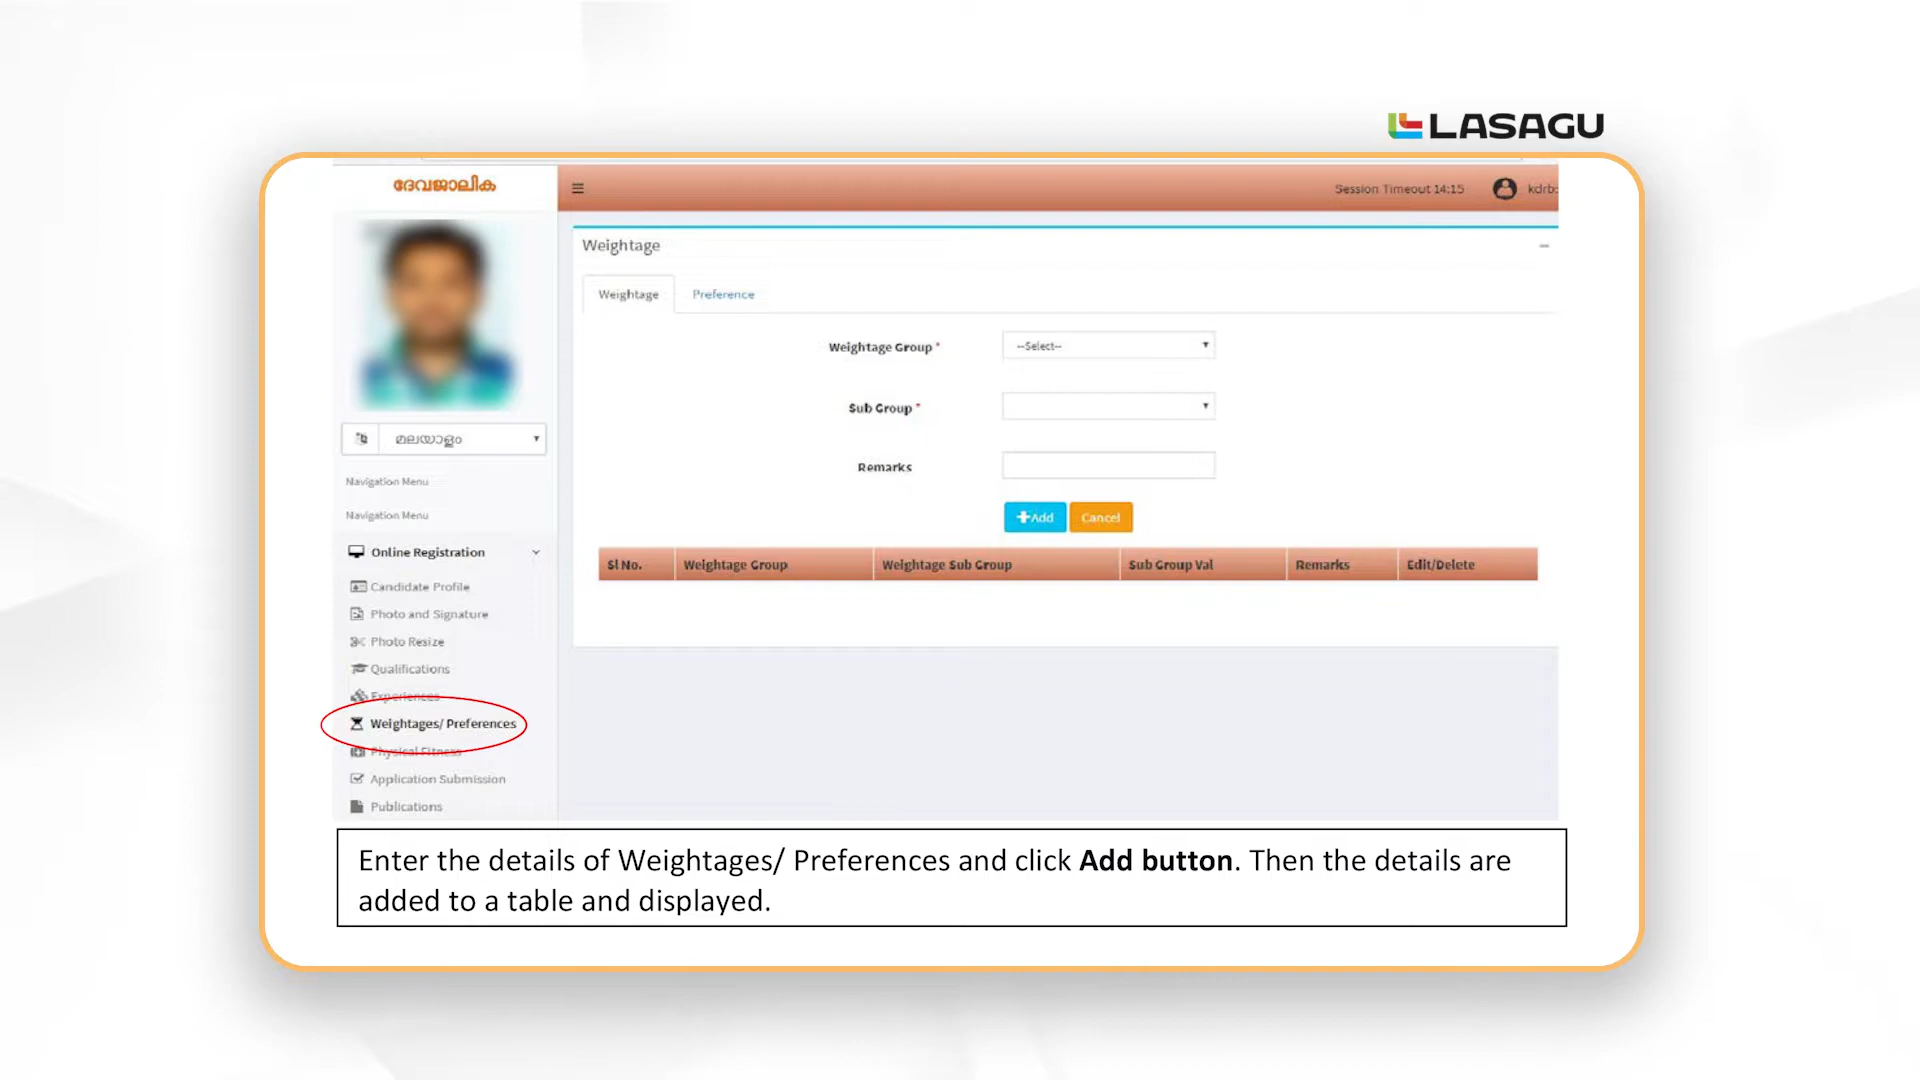 LASAGU
ദേവജാലിക
Session Timeout 14:15
Weightage
Weightage Preference
Weightage Group *
--Select--
Sub Group *
Remarks
Add Cancel
Sl No. Weightage Group Weightage Sub Group Sub Group Val Remarks Edit/Delete
മലയാളം
Navigation Menu
Navigation Menu
Online Registration
Candidate Profile
Photo and Signature
Photo Resize
Qualifications
Experiences
Weightages/ Preferences
Physical Fitness
Application Submission
Publications
Enter the details of Weightages/ Preferences and click Add button. Then the details are
added to a table and displayed.